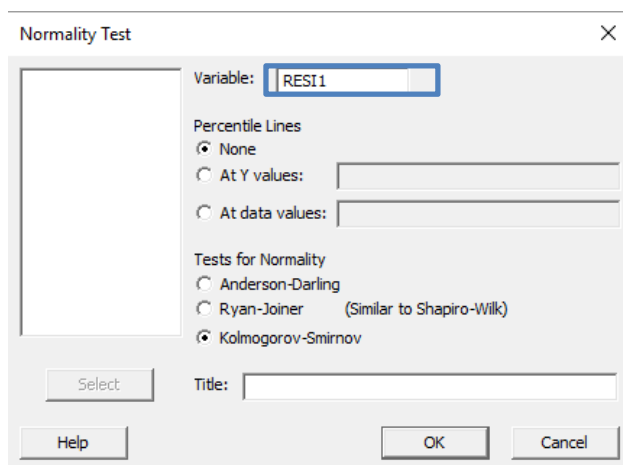 Normality Test
Variable: RESI1
Percentile Lines
None
At Y values:
At data values:
Tests for Normality
Anderson-Darling
Ryan-Joiner (Similar to Shapiro-Wilk)
Kolmogorov-Smirnov
Select
Title:
Help
OK
Cancel